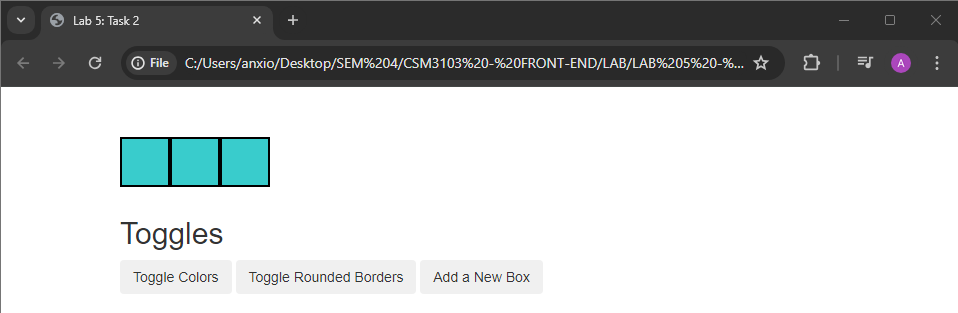 Lab 5: Task 2
File C:/Users/anxio/Desktop/SEM%204/CSM3103%20-%20FRONT-END/LAB/LAB%205%20-%... A
Toggles
Toggle Colors Toggle Rounded Borders Add a New Box